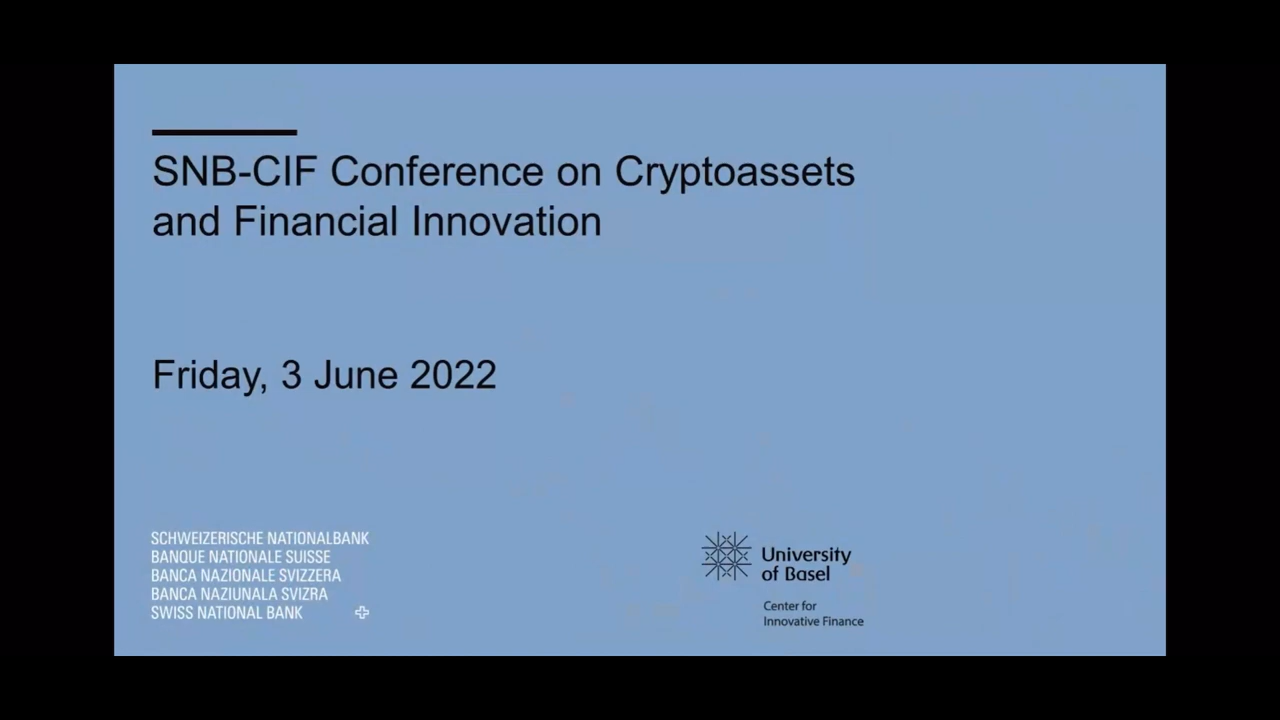 SNB-CIF Conference on Cryptoassets
and Financial Innovation
Friday, 3 June 2022
SCHWEIZERISCHE NATIONALBANK
BANQUE NATIONALE SUISSE
BANCA NAZIONALE SVIZZERA
BANCA NAZIUNALA SVIZRA
SWISS NATIONAL BANK
University
of Basel
Center for
Innovative Finance